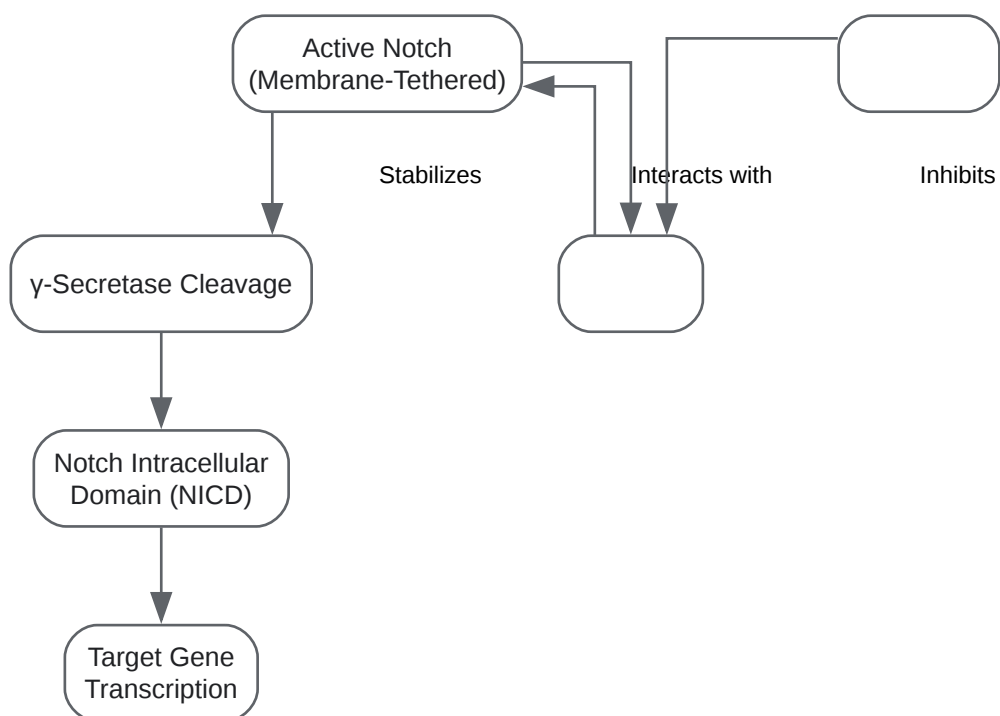 Active Notch
(Membrane-Tethered)
Stabilizes
Interacts with
Inhibits
γ-Secretase Cleavage
Notch Intracellular
Domain (NICD)
Target Gene
Transcription